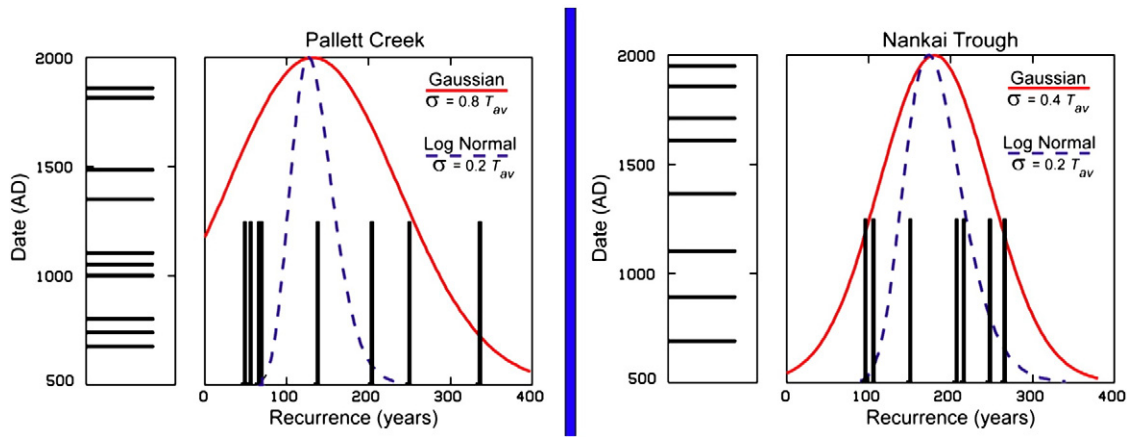 Pallett Creek
Date (AD)
2000
1500
1000
500
Gaussian
σ = 0.8 Tav
Log Normal
σ = 0.2 Tav
0 100 200 300 400
Recurrence (years)
Nankai Trough
Date (AD)
2000
1500
1000
500
Gaussian
σ = 0.4 Tav
Log Normal
σ = 0.2 Tav
0 100 200 300 400
Recurrence (years)